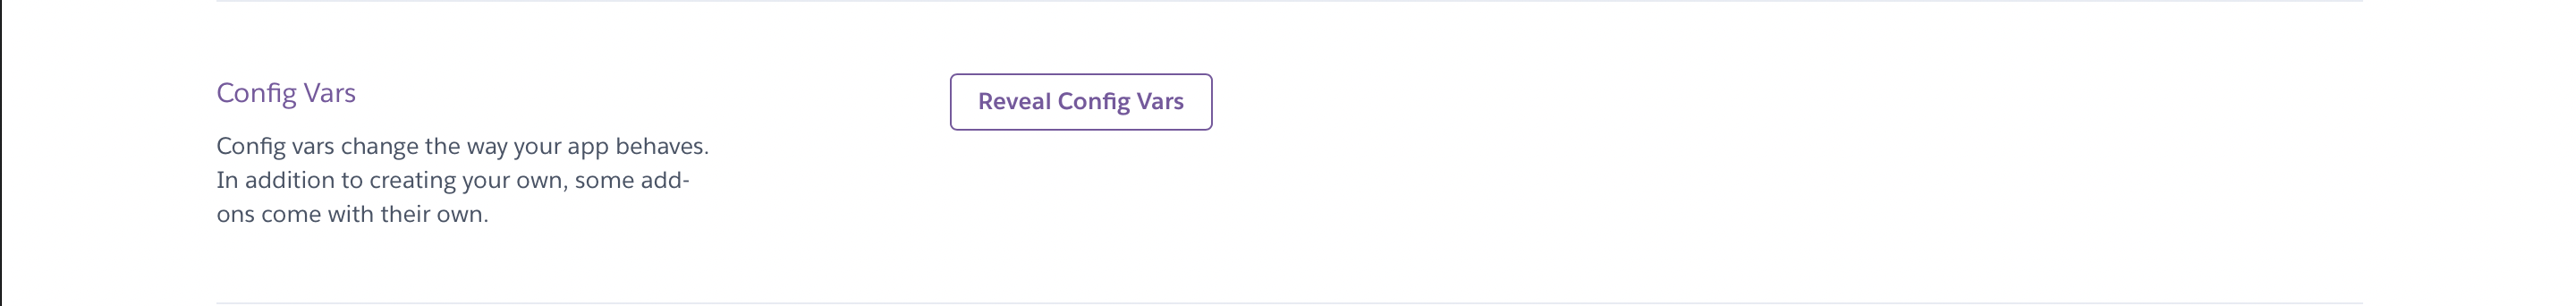 Config Vars
Reveal Config Vars
Config vars change the way your app behaves.
In addition to creating your own, some add-
ons come with their own.